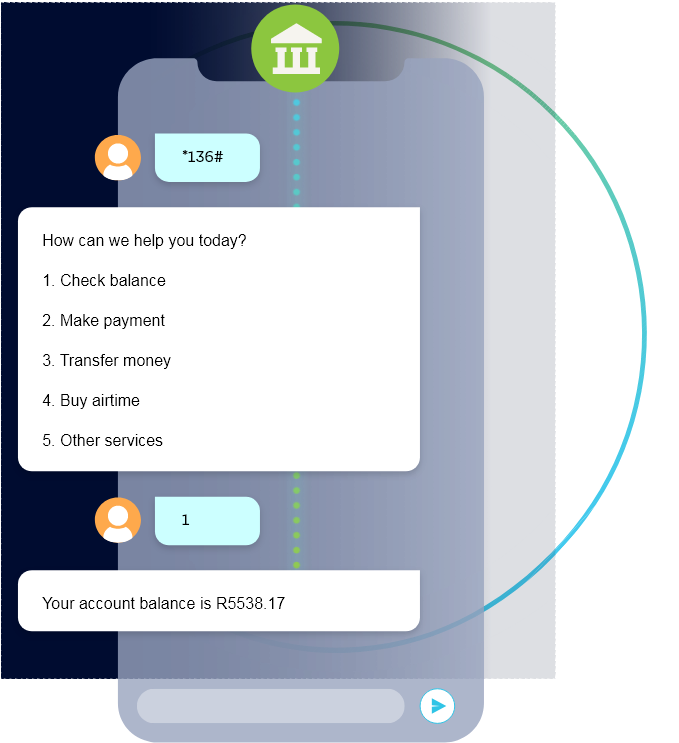 *136#
How can we help you today?
1. Check balance
2. Make payment
3. Transfer money
4. Buy airtime
5. Other services
1
Your account balance is R5538.17